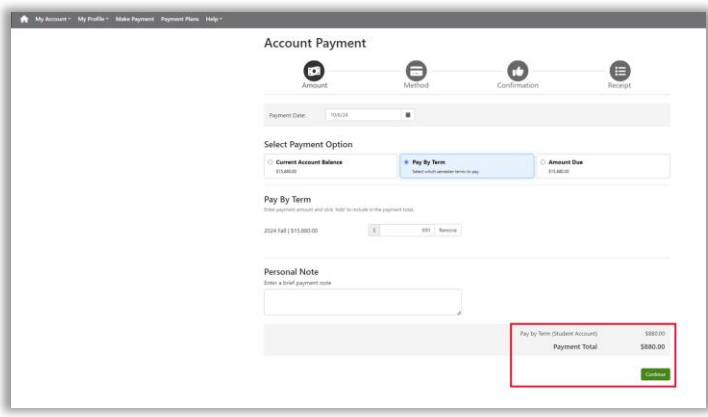 My Account My Profile Make Payment Payment Plans Help
Account Payment
Amount Method Confirmation Receipt
Payment Date: 10/6/24
Select Payment Option
Current Account Balance Pay By Term Amount Due
$15,880.00 Select which semester terms to pay. $15,880.00
Pay By Term
Enter payment amount and click 'Add' to include in the payment total.
2024 Fall | $15,880.00 $ Remove
Personal Note
Enter a brief payment note
Pay by Term (Student Account) $880.00
Payment Total $880.00
Continue